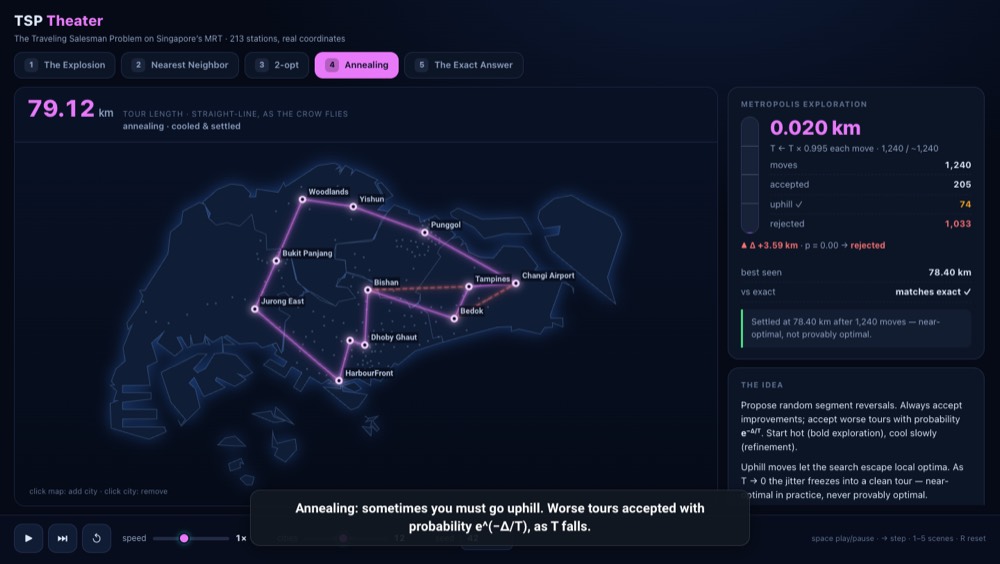 TSP Theater
The Traveling Salesman Problem on Singapore's MRT · 213 stations, real coordinates
1 The Explosion
2 Nearest Neighbor
3 2-opt
4 Annealing
5 The Exact Answer
79.12 km
TOUR LENGTH · STRAIGHT-LINE, AS THE CROW FLIES
annealing · cooled & settled
Woodlands
Yishun
Punggol
Bukit Panjang
Bishan
Tampines
Changi Airport
Jurong East
Bedok
Dhoby Ghaut
HarbourFront
click map: add city · click city: remove
METROPOLIS EXPLORATION
0.020 km
T ← T × 0.995 each move · 1,240 / ~1,240
moves 1,240
accepted 205
uphill ✓ 74
rejected 1,033
▲ Δ +3.59 km · p = 0.00 → rejected
best seen 78.40 km
vs exact matches exact ✓
Settled at 78.40 km after 1,240 moves — near-
optimal, not provably optimal.
THE IDEA
Propose random segment reversals. Always accept
improvements; accept worse tours with probability
e^−Δ/T. Start hot (bold exploration), cool slowly
(refinement).
Uphill moves let the search escape local optima. As
T → 0 the jitter freezes into a clean tour — near-
optimal in practice, never provably optimal.
Annealing: sometimes you must go uphill. Worse tours accepted with
probability e^(−Δ/T), as T falls.
speed 1×
space play/pause · → step · 1–5 scenes · R reset